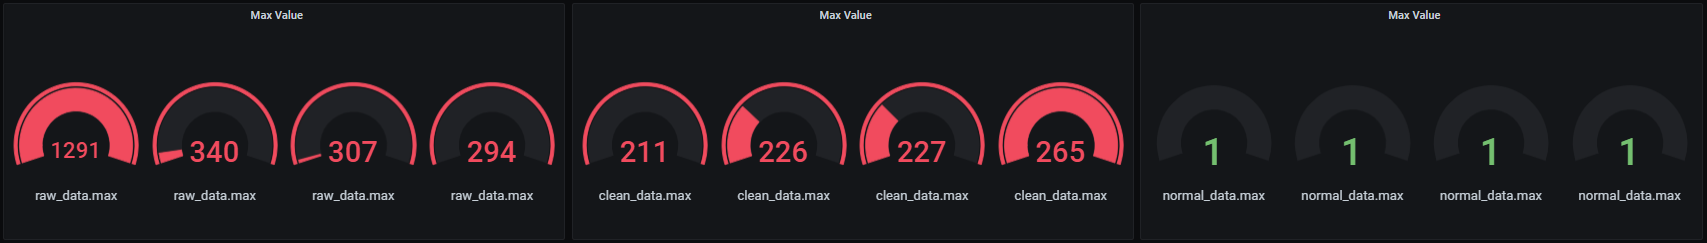 Max Value
1291 340 307 294
raw_data.max raw_data.max raw_data.max raw_data.max
Max Value
211 226 227 265
clean_data.max clean_data.max clean_data.max clean_data.max
Max Value
1 1 1 1
normal_data.max normal_data.max normal_data.max normal_data.max